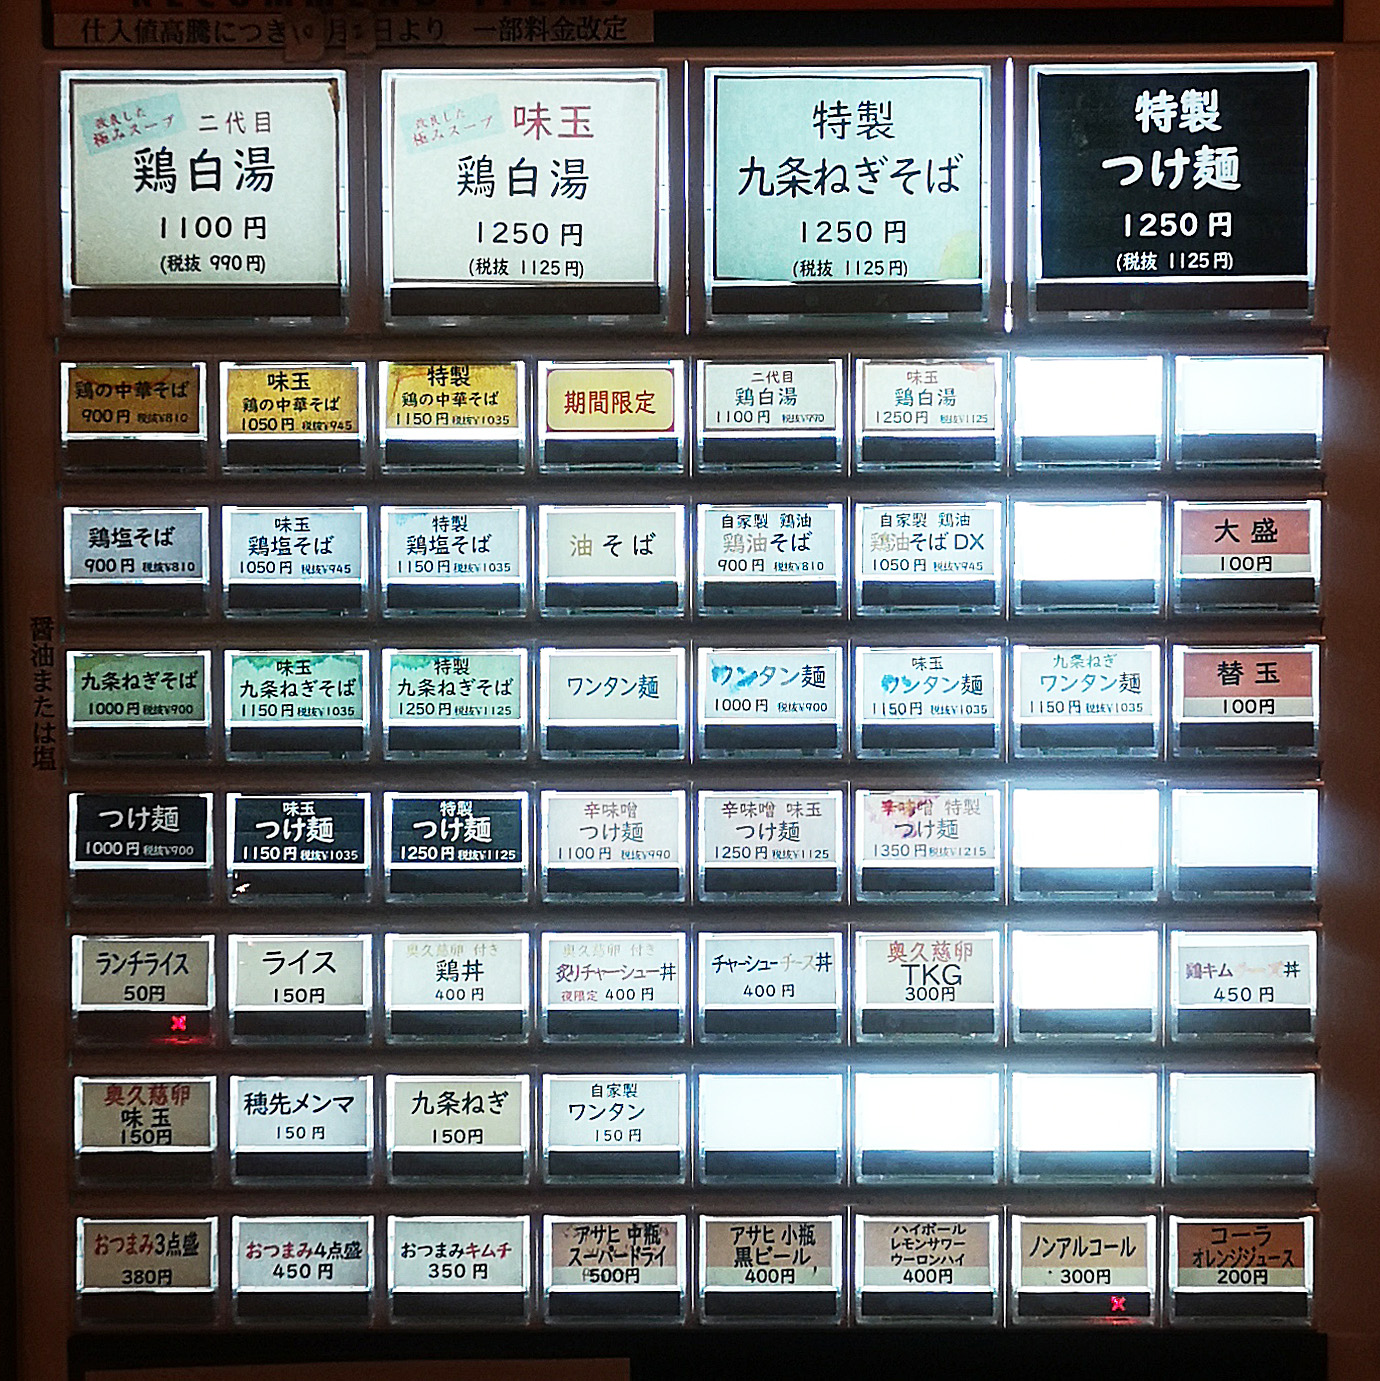 RECOMMEND ITEMS
仕入値高騰につき
月
日より 一部料金改定
改良した
極みスープ
二代目
鶏白湯
1100円
(税抜 990円)
改良した
極みスープ
味玉
鶏白湯
1250円
(税抜 1125円)
特製
九条ねぎそば
1250円
(税抜 1125円)
特製
つけ麺
1250円
(税抜 1125円)
鶏の中華そば
900円 税抜¥810
味玉
鶏の中華そば
1050円 税抜¥945
特製
鶏の中華そば
1150円 税抜¥1035
期間限定
二代目
鶏白湯
1100円 税抜¥990
味玉
鶏白湯
1250円 税抜¥1125
鶏塩そば
900円 税抜¥810
味玉
鶏塩そば
1050円 税抜¥945
特製
鶏塩そば
1150円 税抜¥1035
油そば
自家製 鶏油
鶏油そば
900円 税抜¥810
自家製 鶏油
鶏油そばDX
1050円 税抜¥945
大盛
100円
醤油または塩
九条ねぎそば
1000円 税抜¥900
味玉
九条ねぎそば
1150円 税抜¥1035
特製
九条ねぎそば
1250円 税抜¥1125
ワンタン麺
ワンタン麺
1000円 税抜¥900
味玉
ワンタン麺
1150円 税抜¥1035
九条ねぎ
ワンタン麺
1150円 税抜¥1035
替玉
100円
つけ麺
1000円 税抜¥900
味玉
つけ麺
1150円 税抜¥1035
特製
つけ麺
1250円 税抜¥1125
辛味噌
つけ麺
1100円 税抜¥990
辛味噌 味玉
つけ麺
1250円 税抜¥1125
辛味噌 特製
つけ麺
1350円 税抜¥1215
ランチライス
50円
ライス
150円
奥久慈卵 付き
鶏丼
400円
奥久慈卵 付き
炙りチャーシュー丼
夜限定 400円
チャーシューチーズ丼
400円
奥久慈卵
TKG
300円
鶏キムチーズ丼
450円
奥久慈卵
味玉
150円
穂先メンマ
150円
九条ねぎ
150円
自家製
ワンタン
150円
おつまみ3点盛
380円
おつまみ4点盛
450円
おつまみキムチ
350円
アサヒ 中瓶
スーパードライ
500円
アサヒ 小瓶
黒ビール
400円
ハイボール
レモンサワー
ウーロンハイ
400円
ノンアルコール
300円
コーラ
オレンジジュース
200円